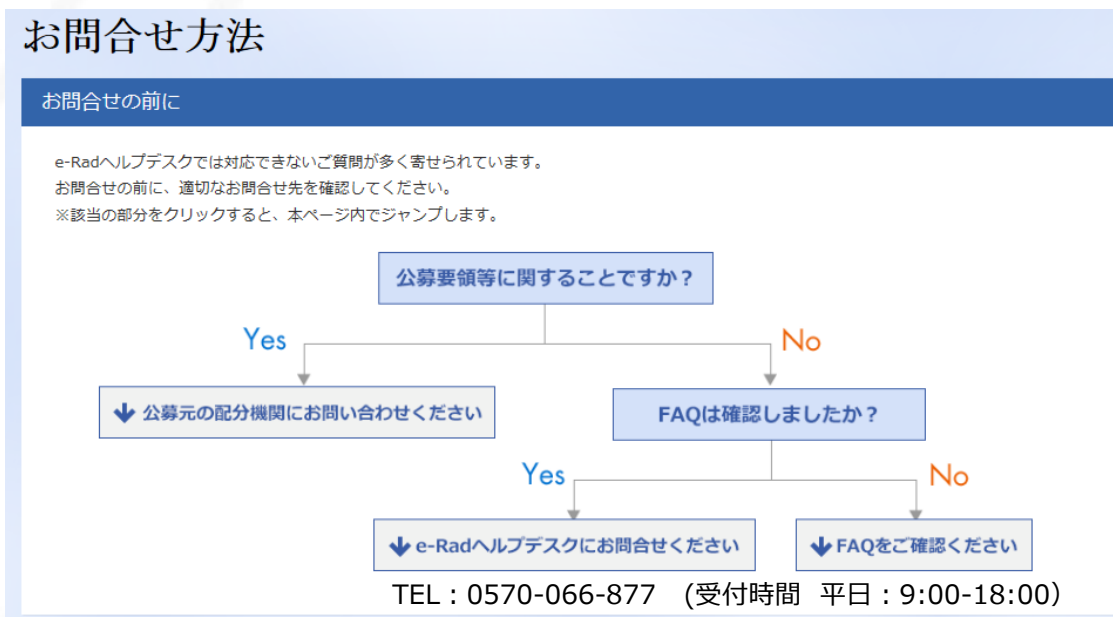 お問合せ方法
お問合せの前に
e-Radヘルプデスクでは対応できないご質問が多く寄せられています。
お問合せの前に、適切なお問合せ先を確認してください。
※該当の部分をクリックすると、本ページ内でジャンプします。
公募要領等に関することですか？
Yes
No
↓ 公募元の配分機関にお問い合わせください
FAQは確認しましたか？
Yes
No
↓ e-Radヘルプデスクにお問合せください
↓ FAQをご確認ください
TEL：0570-066-877 (受付時間 平日：9:00-18:00）